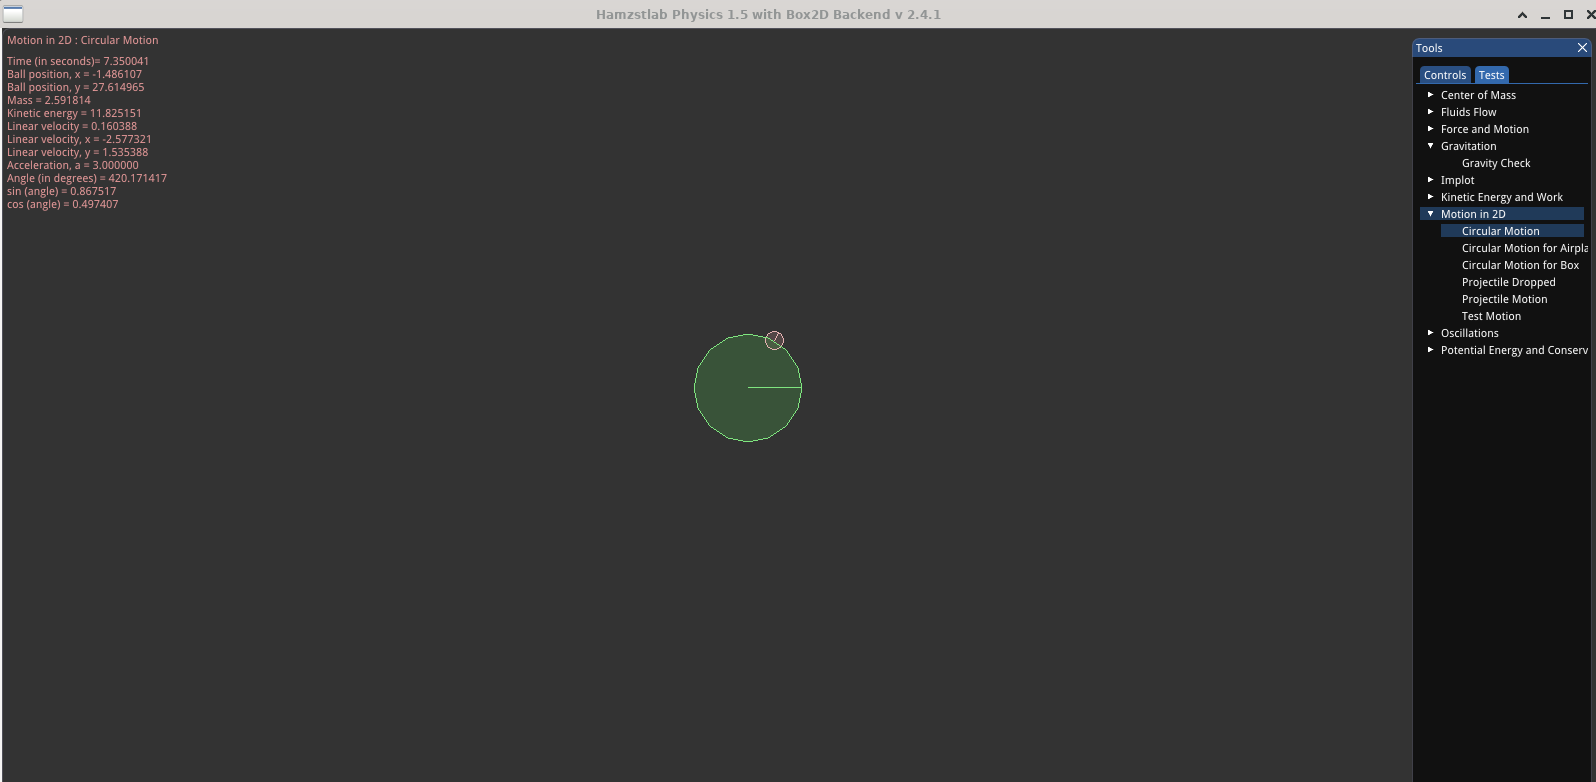 Hamzstlab Physics 1.5 with Box2D Backend v 2.4.1
Motion in 2D : Circular Motion
Time (in seconds)= 7.350041
Ball position, x = -1.486107
Ball position, y = 27.614965
Mass = 2.591814
Kinetic energy = 11.825151
Linear velocity = 0.160388
Linear velocity, x = -2.577321
Linear velocity, y = 1.535388
Acceleration, a = 3.000000
Angle (in degrees) = 420.171417
sin (angle) = 0.867517
cos (angle) = 0.497407
Tools
Controls Tests
Center of Mass
Fluids Flow
Force and Motion
Gravitation
Gravity Check
Implot
Kinetic Energy and Work
Motion in 2D
Circular Motion
Circular Motion for Airpla
Circular Motion for Box
Projectile Dropped
Projectile Motion
Test Motion
Oscillations
Potential Energy and Conserv